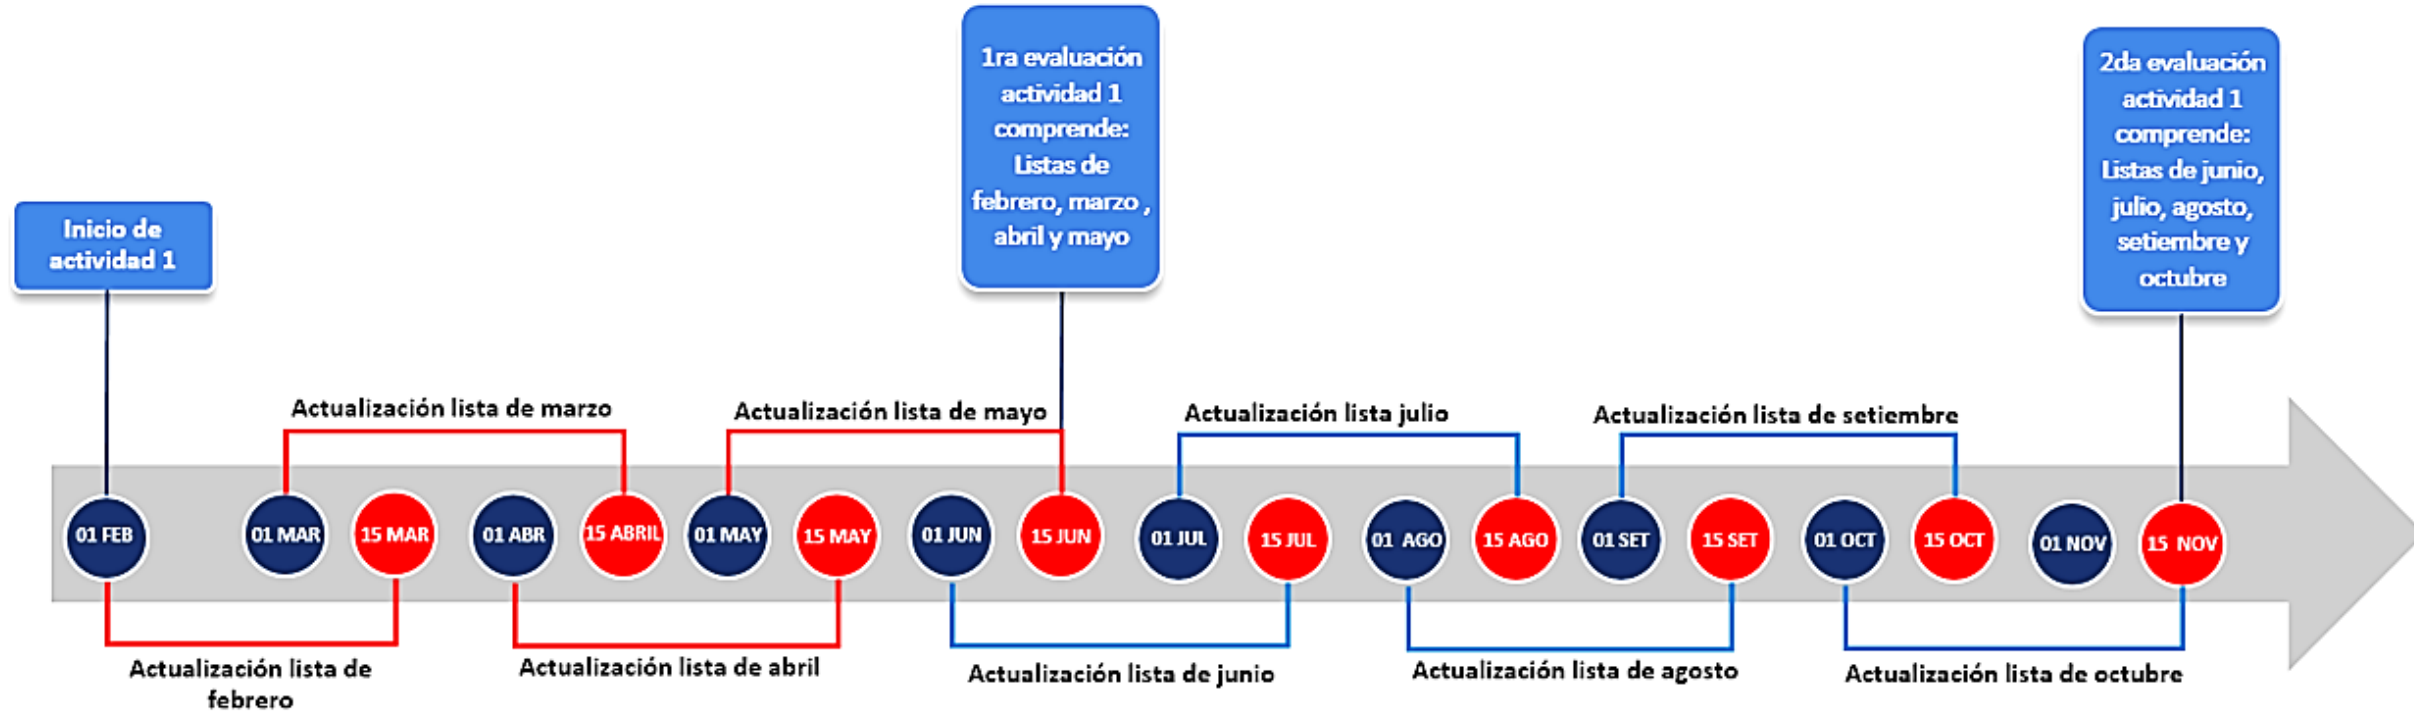 1ra evaluación
actividad 1
comprende:
Listas de
febrero, marzo ,
abril y mayo
2da evaluación
actividad 1
comprende:
Listas de junio,
julio, agosto,
setiembre y
octubre
Inicio de
actividad 1
Actualización lista de marzo
Actualización lista de mayo
Actualización lista julio
Actualización lista de setiembre
01 FEB
01 MAR
15 MAR
01 ABR
15 ABRIL
01 MAY
15 MAY
01 JUN
15 JUN
01 JUL
15 JUL
01 AGO
15 AGO
01 SET
15 SET
01 OCT
15 OCT
01 NOV
15 NOV
Actualización lista de
febrero
Actualización lista de abril
Actualización lista de junio
Actualización lista de agosto
Actualización lista de octubre